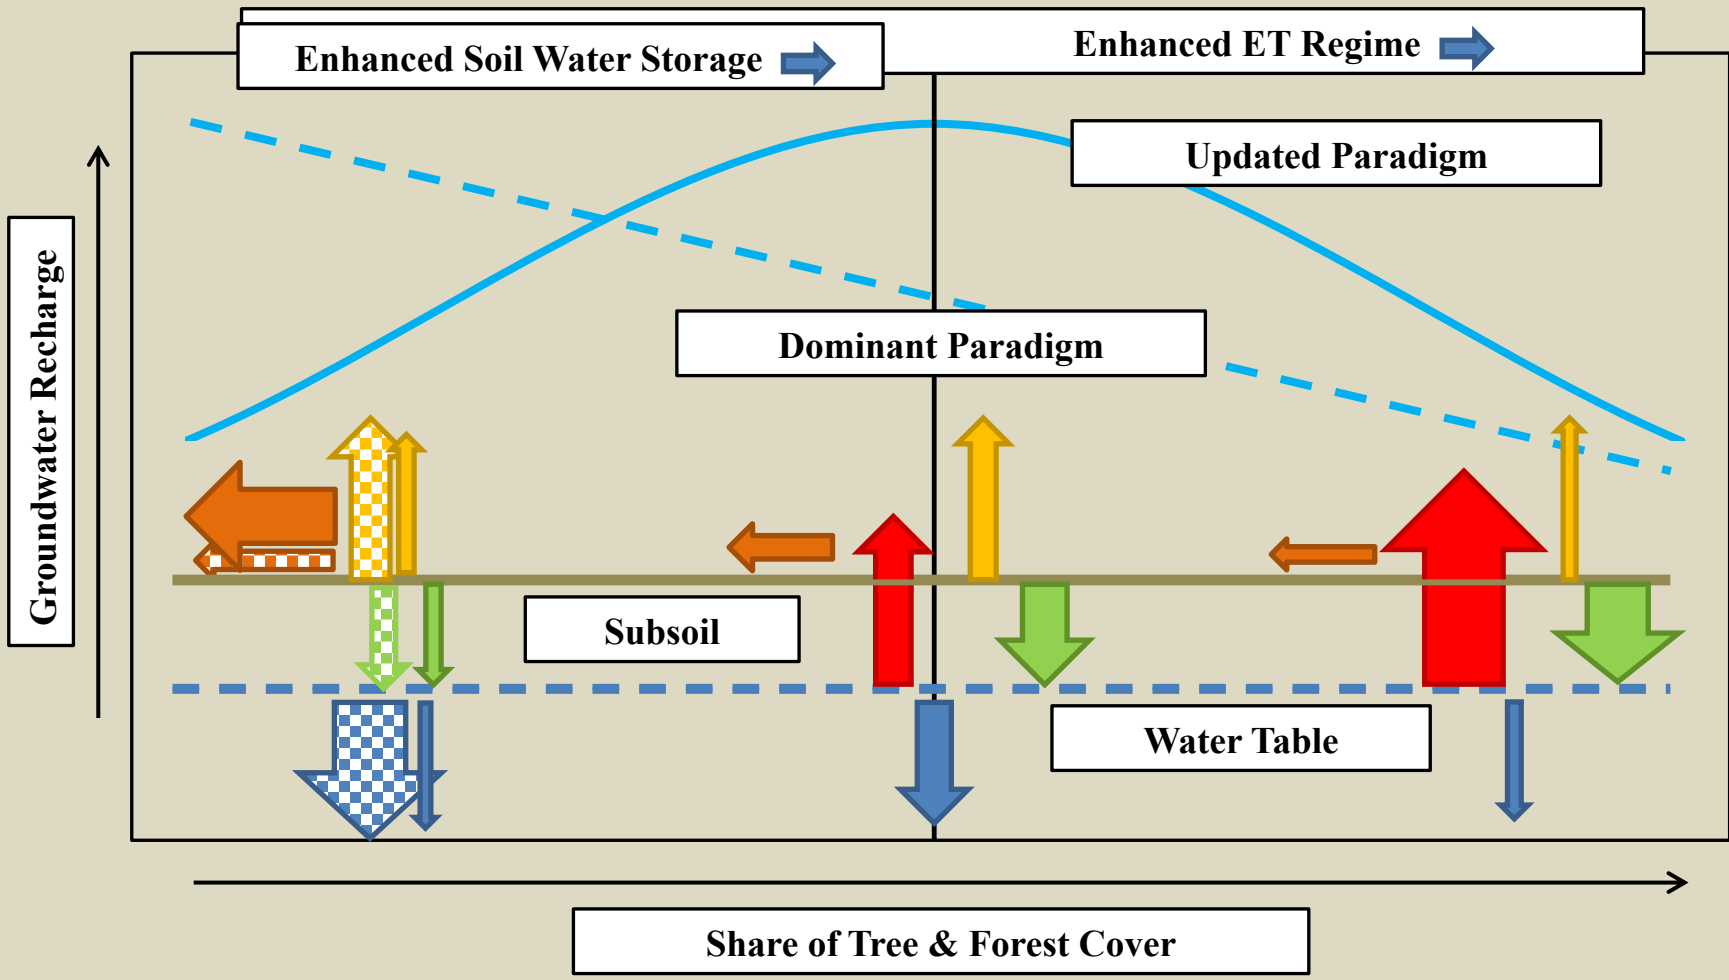 Enhanced Soil Water Storage
Enhanced ET Regime
Updated Paradigm
Groundwater Recharge
Dominant Paradigm
Subsoil
Water Table
Share of Tree & Forest Cover